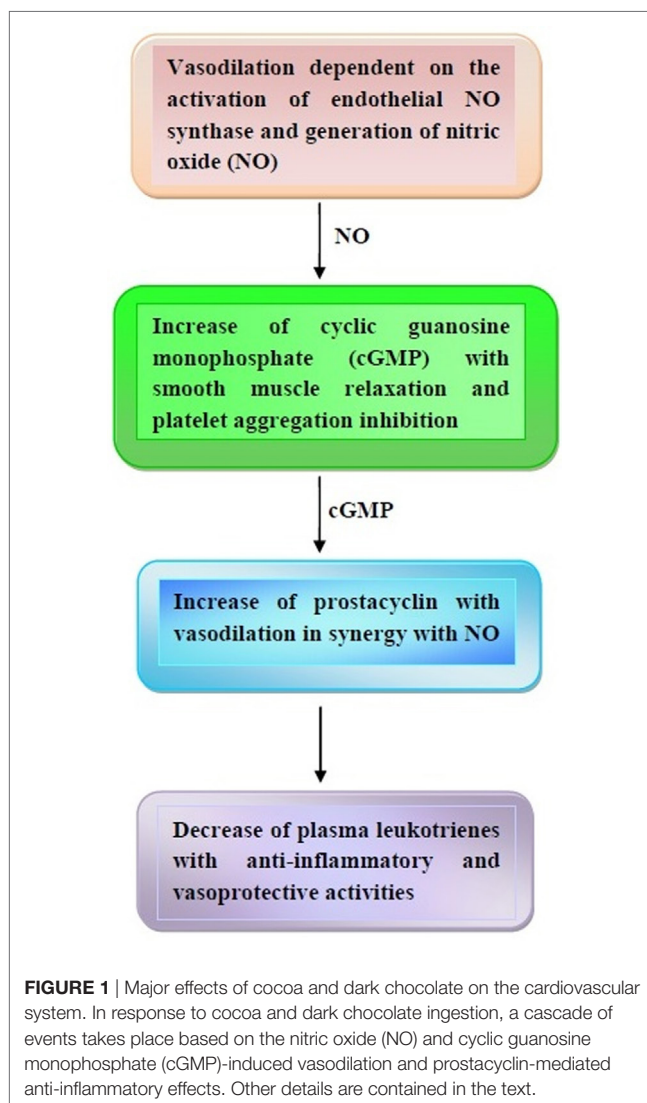 Vasodilation dependent on the
activation of endothelial NO
synthase and generation of nitric
oxide (NO)
NO
Increase of cyclic guanosine
monophosphate (cGMP) with
smooth muscle relaxation and
platelet aggregation inhibition
cGMP
Increase of prostacyclin with
vasodilation in synergy with NO
Decrease of plasma leukotrienes
with anti-inflammatory and
vasoprotective activities
FIGURE 1 | Major effects of cocoa and dark chocolate on the cardiovascular
system. In response to cocoa and dark chocolate ingestion, a cascade of
events takes place based on the nitric oxide (NO) and cyclic guanosine
monophosphate (cGMP)-induced vasodilation and prostacyclin-mediated
anti-inflammatory effects. Other details are contained in the text.